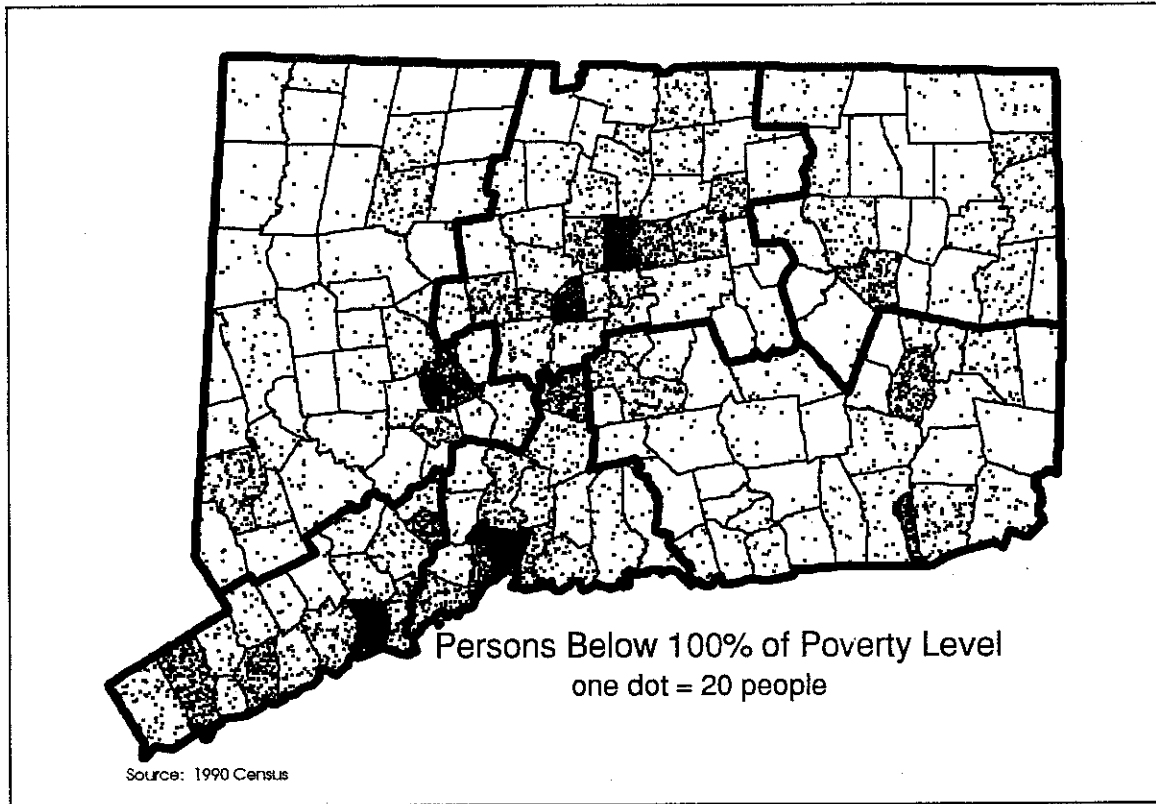 Persons Below 100% of Poverty Level
one dot = 20 people
Source: 1990 Census